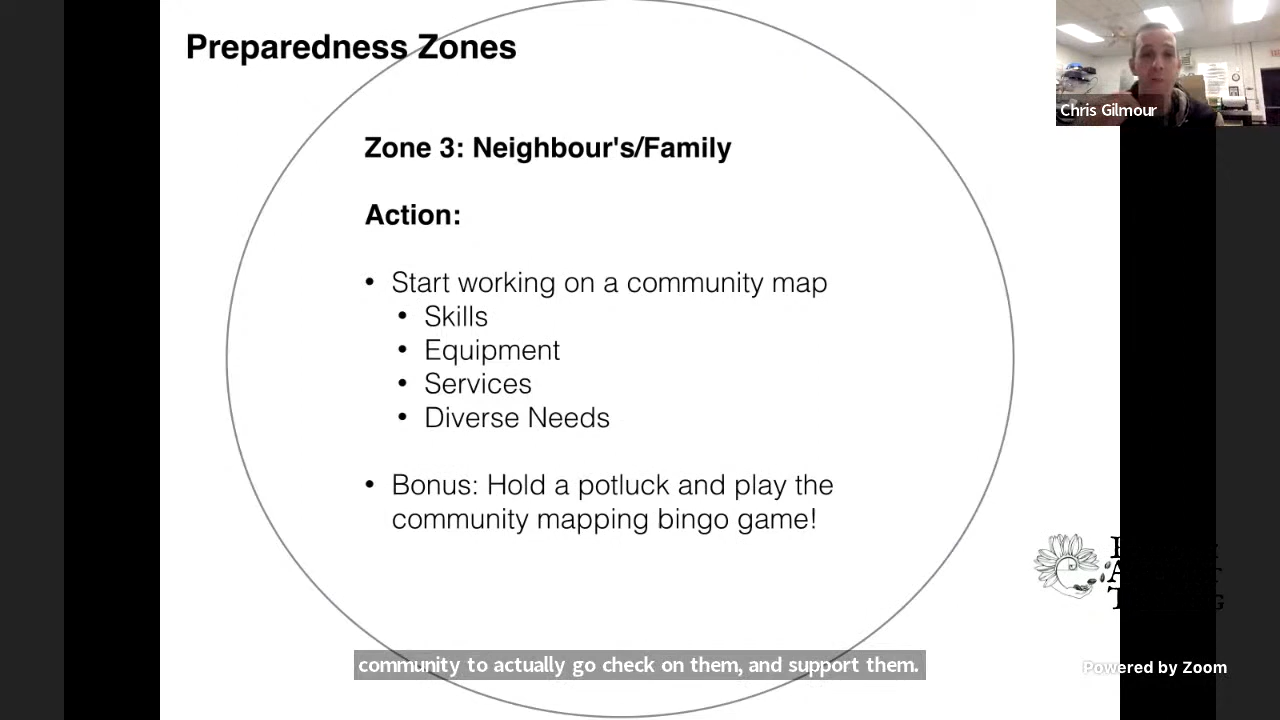 Preparedness Zones
Chris Gilmour
Zone 3: Neighbour's/Family
Action:
• Start working on a community map
• Skills
• Equipment
• Services
• Diverse Needs
• Bonus: Hold a potluck and play the
community mapping bingo game!
community to actually go check on them, and support them.
Powered by Zoom